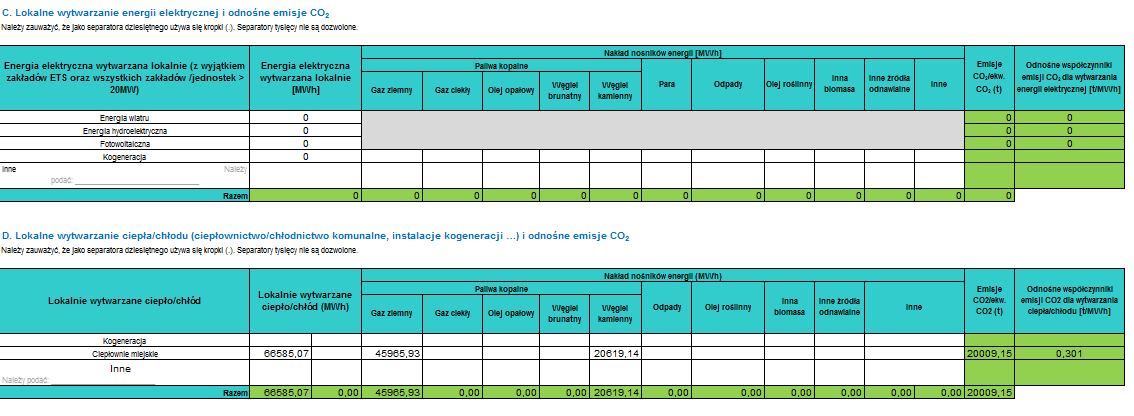 C. Lokalne wytwarzanie energii elektrycznej i odnośne emisje CO₂
Należy zauważyć, że jako separatora dziesiętnego używa się kropki (.). Separatory tysięcy nie są dozwolone.
Energia elektryczna wytwarzana lokalnie (z wyjątkiem zakładów ETS oraz wszystkich zakładów /jednostek > 20MW)
Energia elektryczna wytwarzana lokalnie [MWh]
Nakład nośników energii [MWh]
Paliwa kopalne
Gaz ziemny
Gaz ciekły
Olej opałowy
Węgiel brunatny
Węgiel kamienny
Para
Odpady
Olej roślinny
Inna biomasa
Inne źródła odnawialne
Inne
Emisje CO₂/ekw. CO₂ (t)
Odnośne współczynniki emisji CO₂ dla wytwarzania energii elektrycznej [t/MWh]
Energia wiatru 0 0 0
Energia hydroelektryczna 0 0 0
Fotowoltaiczna 0 0 0
Kogeneracja 0
Inne Należy
podać: ____________________________
Razem 0 0 0 0 0 0 0 0 0 0 0 0 0
D. Lokalne wytwarzanie ciepła/chłodu (ciepłownictwo/chłodnictwo komunalne, instalacje kogeneracji ...) i odnośne emisje CO₂
Należy zauważyć, że jako separatora dziesiętnego używa się kropki (.). Separatory tysięcy nie są dozwolone.
Lokalnie wytwarzane ciepło/chłód
Lokalnie wytwarzane ciepło/chłód (MWh)
Nakład nośników energii (MWh)
Paliwa kopalne
Gaz ziemny
Gaz ciekły
Olej opałowy
Węgiel brunatny
Węgiel kamienny
Odpady
Olej roślinny
Inna biomasa
Inne źródła odnawialne
Inne
Emisje CO2/ekw. CO2 (t)
Odnośne współczynniki emisji CO2 dla wytwarzania ciepła/chłodu [t/MWh]
Kogeneracja
Ciepłownie miejskie 66585,07 45965,93 20619,14 20009,15 0,301
Inne
Należy podać: ________________________
Razem 66585,07 0,00 45965,93 0,00 0,00 0,00 20619,14 0,00 0,00 0,00 0,00 0,00 20009,15